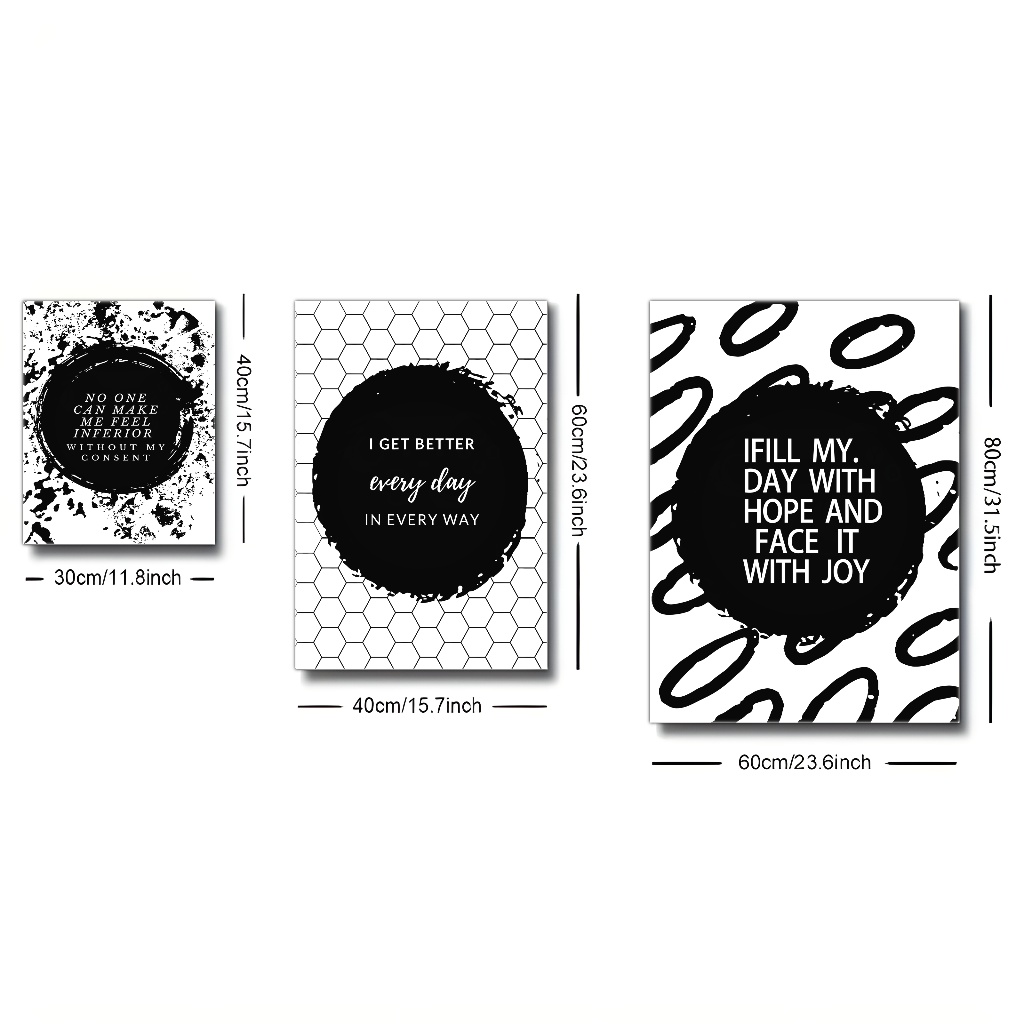 NO ONE
CAN MAKE
ME FEEL
INFERIOR
WITHOUT MY
CONSENT
40cm/15.7inch
30cm/11.8inch
I GET BETTER
every day
IN EVERY WAY
60cm/23.6inch
40cm/15.7inch
IFILL MY.
DAY WITH
HOPE AND
FACE IT
WITH JOY
80cm/31.5inch
60cm/23.6inch